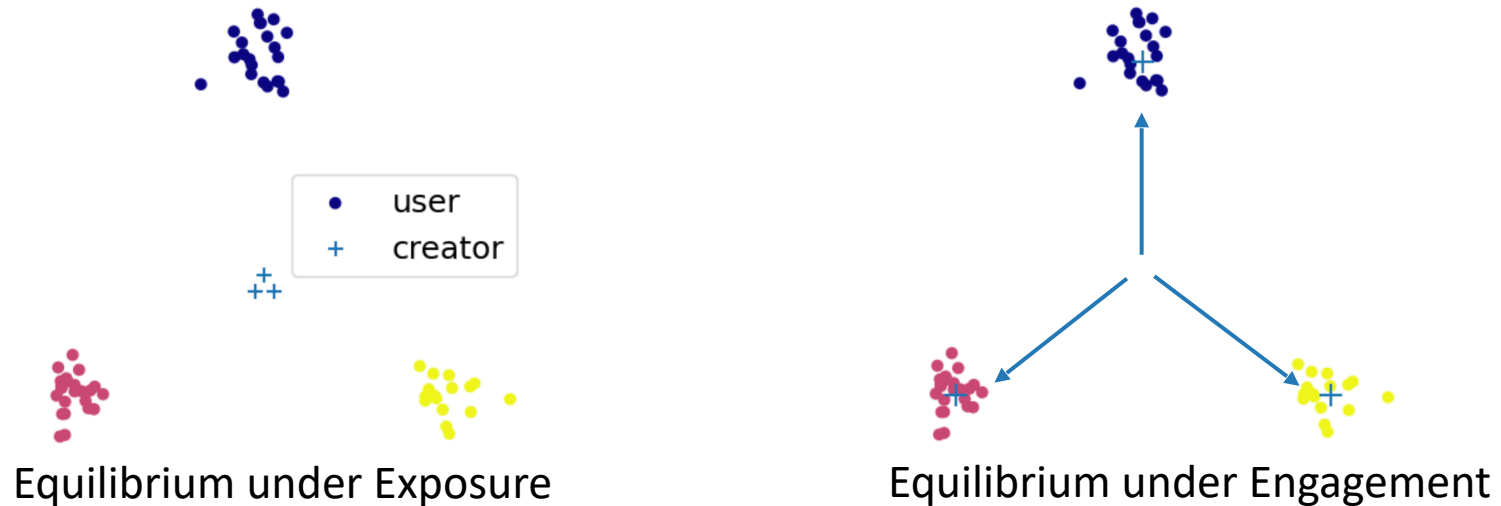 user
creator
Equilibrium under Exposure
Equilibrium under Engagement